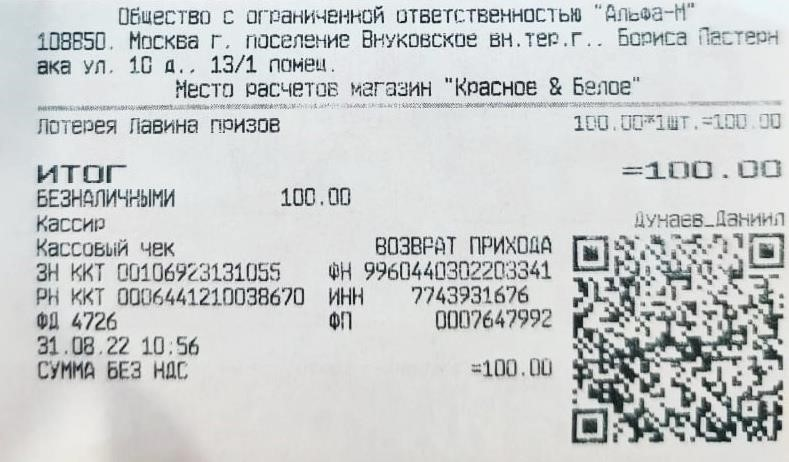 Общество с ограниченной ответственностью "Альфа-М"
108850. Москва г. поселение Внуковское вн.тер.г.. Бориса Пастерн
ака ул. 10 д.. 13/1 помещ.
Место расчетов магазин "Красное & Белое"
Лотерея Лавина призов 100.00*1шт.=100.00
ИТОГ =100.00
БЕЗНАЛИЧНЫМИ 100.00
Кассир Дунаев_Даниил
Кассовый чек ВОЗВРАТ ПРИХОДА
ЗН ККТ 00106923131055 ФН 9960440302203341
РН ККТ 0006441210038670 ИНН 7743931676
ФД 4726 ФП 0007647992
31.08.22 10:56
СУММА БЕЗ НДС =100.00